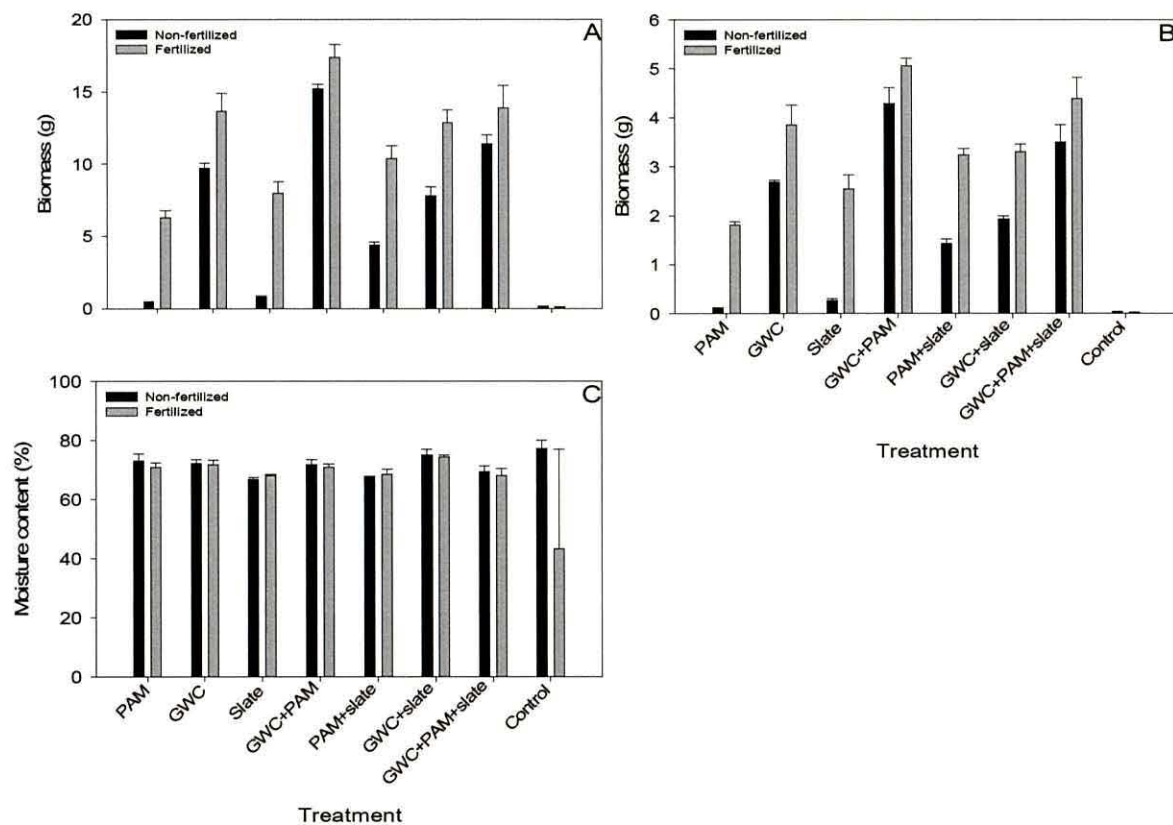 A
Non-fertilized
Fertilized
Biomass (g)
20
15
10
5
0
B
Non-fertilized
Fertilized
Biomass (g)
6
5
4
3
2
1
0
PAM
GWC
Slate
GWC+PAM
PAM+slate
GWC+slate
GWC+PAM+slate
Control
Treatment
C
Non-fertilized
Fertilized
Moisture content (%)
100
80
60
40
20
0
PAM
GWC
Slate
GWC+PAM
PAM+slate
GWC+slate
GWC+PAM+slate
Control
Treatment